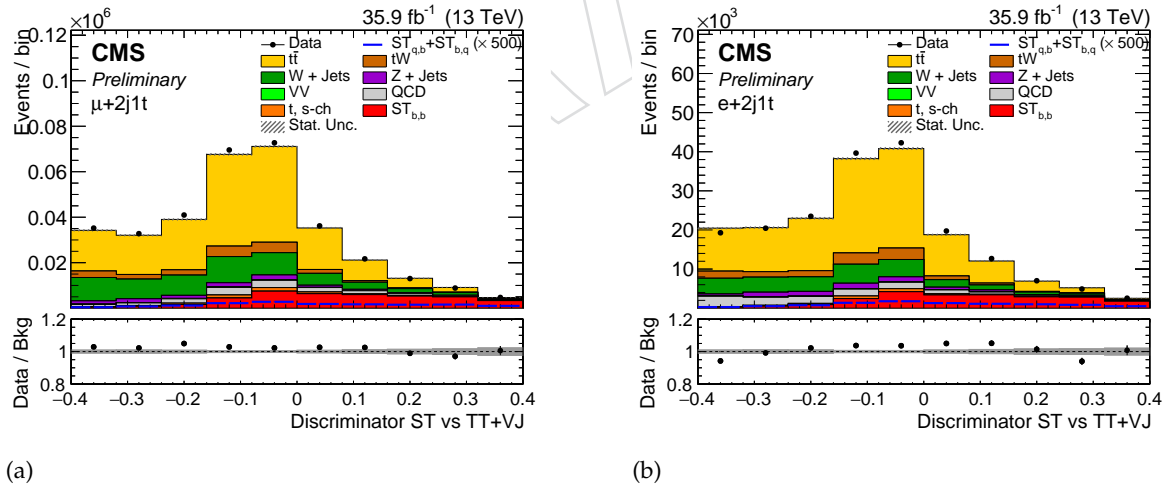 ×10⁶
35.9 fb⁻¹ (13 TeV)
Events / bin
0.12
0.1
0.08
0.06
0.04
0.02
CMS
Preliminary
μ+2j1t
Data
ST_q,b+ST_b,q (× 500)
tt̄
tW
W + Jets
Z + Jets
VV
QCD
t, s-ch
ST_b,b
Stat. Unc.
Data / Bkg
1.2
1
0.8
−0.4 −0.3 −0.2 −0.1 0 0.1 0.2 0.3 0.4
Discriminator ST vs TT+VJ
(a)
×10³
35.9 fb⁻¹ (13 TeV)
Events / bin
70
60
50
40
30
20
10
CMS
Preliminary
e+2j1t
Data
ST_q,b+ST_b,q (× 500)
tt̄
tW
W + Jets
Z + Jets
VV
QCD
t, s-ch
ST_b,b
Stat. Unc.
Data / Bkg
1.2
1
0.8
−0.4 −0.3 −0.2 −0.1 0 0.1 0.2 0.3 0.4
Discriminator ST vs TT+VJ
(b)